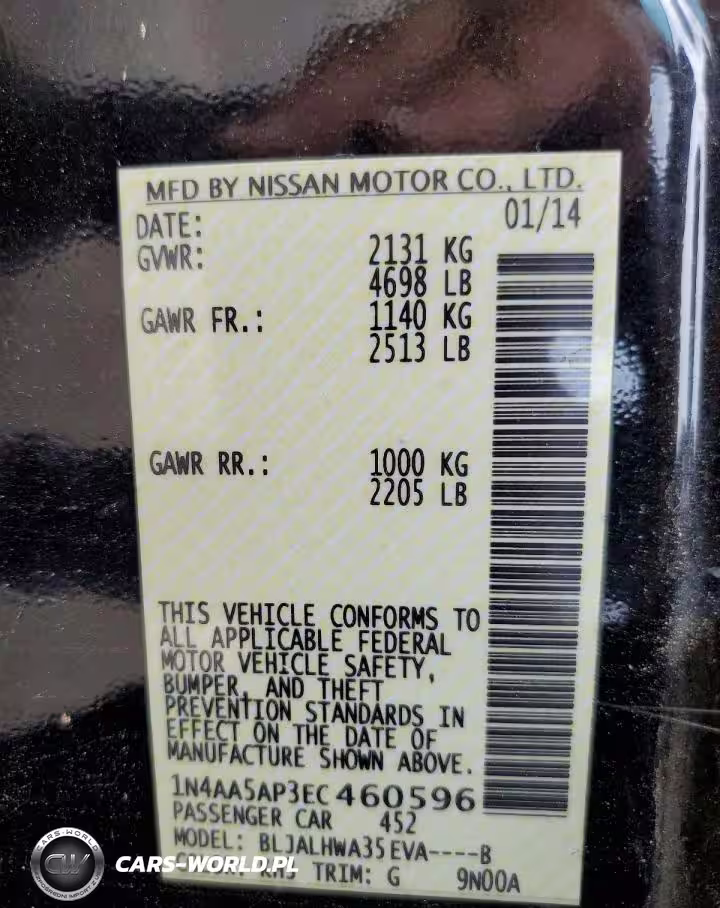 MFD BY NISSAN MOTOR CO., LTD.
DATE: 01/14
GVWR: 2131 KG
4698 LB
GAWR FR.: 1140 KG
2513 LB
GAWR RR.: 1000 KG
2205 LB
THIS VEHICLE CONFORMS TO
ALL APPLICABLE FEDERAL
MOTOR VEHICLE SAFETY,
BUMPER, AND THEFT
PREVENTION STANDARDS IN
EFFECT ON THE DATE OF
MANUFACTURE SHOWN ABOVE.
1N4AA5AP3EC460596
PASSENGER CAR 452
MODEL: BLJALHWA35EVA----B
TRIM: G 9N00A
CARS-WORLD
CW
CARS-WORLD.PL